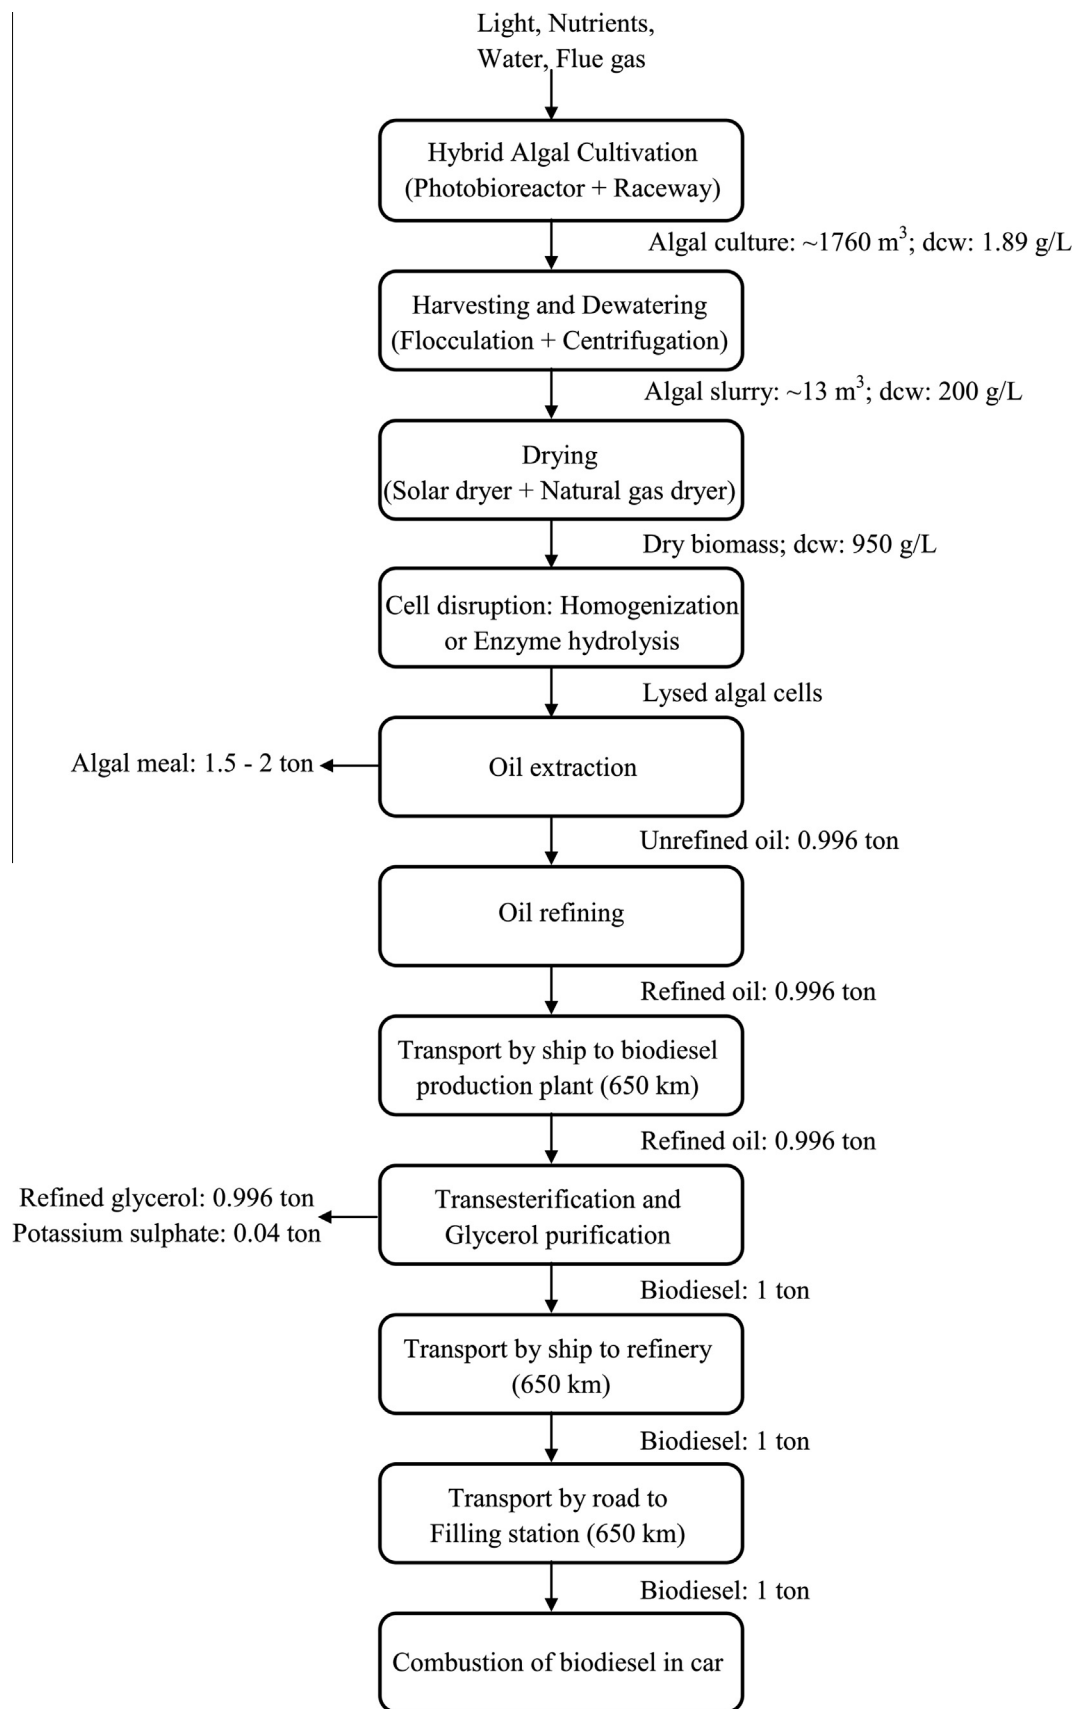 Light, Nutrients,
Water, Flue gas
Hybrid Algal Cultivation
(Photobioreactor + Raceway)
Algal culture: ~1760 m³; dcw: 1.89 g/L
Harvesting and Dewatering
(Flocculation + Centrifugation)
Algal slurry: ~13 m³; dcw: 200 g/L
Drying
(Solar dryer + Natural gas dryer)
Dry biomass; dcw: 950 g/L
Cell disruption: Homogenization
or Enzyme hydrolysis
Lysed algal cells
Algal meal: 1.5 - 2 ton
Oil extraction
Unrefined oil: 0.996 ton
Oil refining
Refined oil: 0.996 ton
Transport by ship to biodiesel
production plant (650 km)
Refined oil: 0.996 ton
Refined glycerol: 0.996 ton
Potassium sulphate: 0.04 ton
Transesterification and
Glycerol purification
Biodiesel: 1 ton
Transport by ship to refinery
(650 km)
Biodiesel: 1 ton
Transport by road to
Filling station (650 km)
Biodiesel: 1 ton
Combustion of biodiesel in car